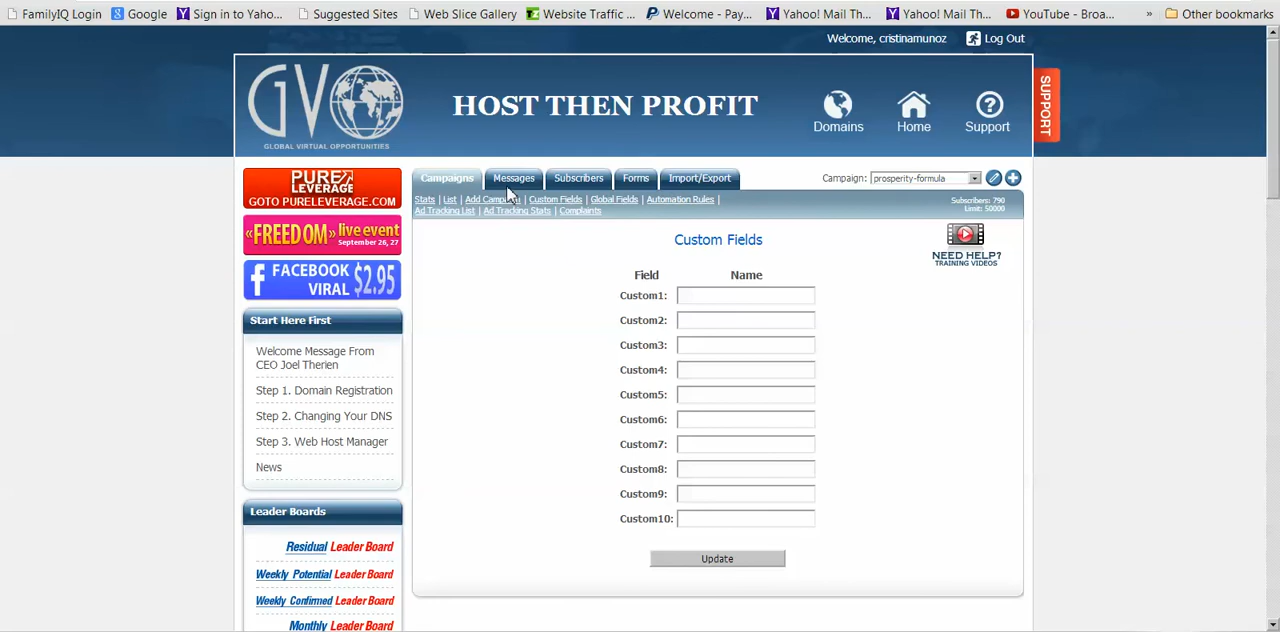 FamilyIQ Login Google Sign in to Yaho... Suggested Sites Web Slice Gallery Website Traffic ... Welcome - Pay... Yahoo! Mail Th... Yahoo! Mail Th... YouTube - Broa... » Other bookmarks
Welcome, cristinamunoz Log Out
GVO
GLOBAL VIRTUAL OPPORTUNITIES
HOST THEN PROFIT
Domains Home Support
SUPPORT
PURE LEVERAGE
GOTO PURELEVERAGE.COM
«FREEDOM» live event
September 26, 27
FACEBOOK VIRAL $2.95
Campaigns Messages Subscribers Forms Import/Export
Campaign: prosperity-formula
Stats | List | Add Campaign | Custom Fields | Global Fields | Automation Rules |
Ad Tracking List | Ad Tracking Stats | Complaints
Subscribers: 790
Limit: 50000
Custom Fields
NEED HELP?
TRAINING VIDEOS
Field Name
Custom1:
Custom2:
Custom3:
Custom4:
Custom5:
Custom6:
Custom7:
Custom8:
Custom9:
Custom10:
Update
Start Here First
Welcome Message From
CEO Joel Therien
Step 1. Domain Registration
Step 2. Changing Your DNS
Step 3. Web Host Manager
News
Leader Boards
Residual Leader Board
Weekly Potential Leader Board
Weekly Confirmed Leader Board
Monthly Leader Board